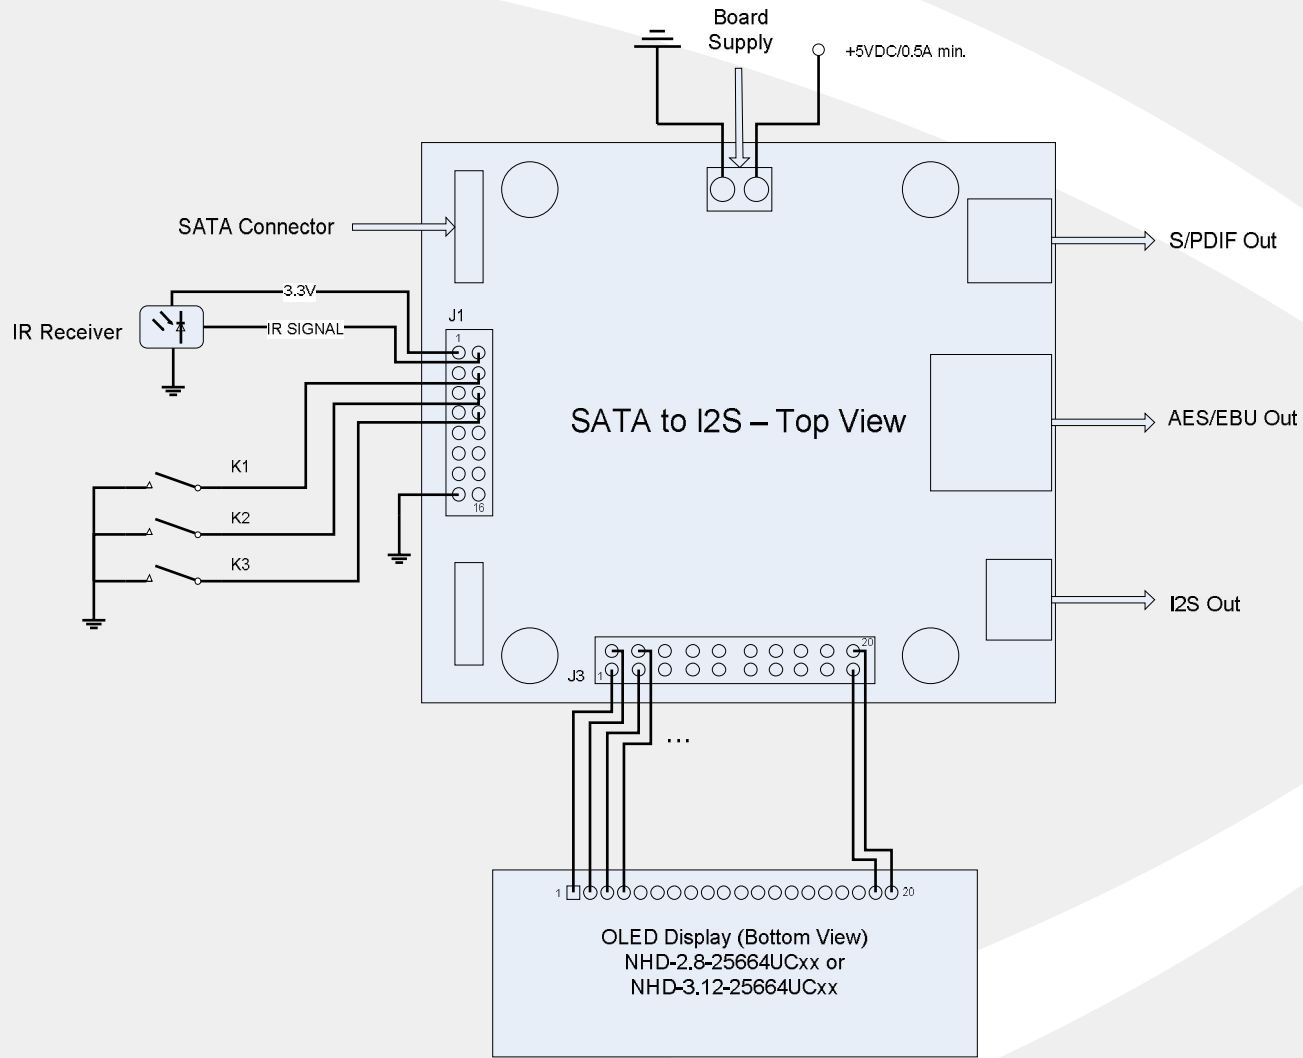 Board
Supply
+5VDC/0.5A min.
SATA Connector
S/PDIF Out
3.3V
IR Receiver
IR SIGNAL
J1
1
SATA to I2S – Top View
AES/EBU Out
K1
16
K2
K3
I2S Out
20
J3
1
...
1
20
OLED Display (Bottom View)
NHD-2.8-25664UCxx or
NHD-3.12-25664UCxx